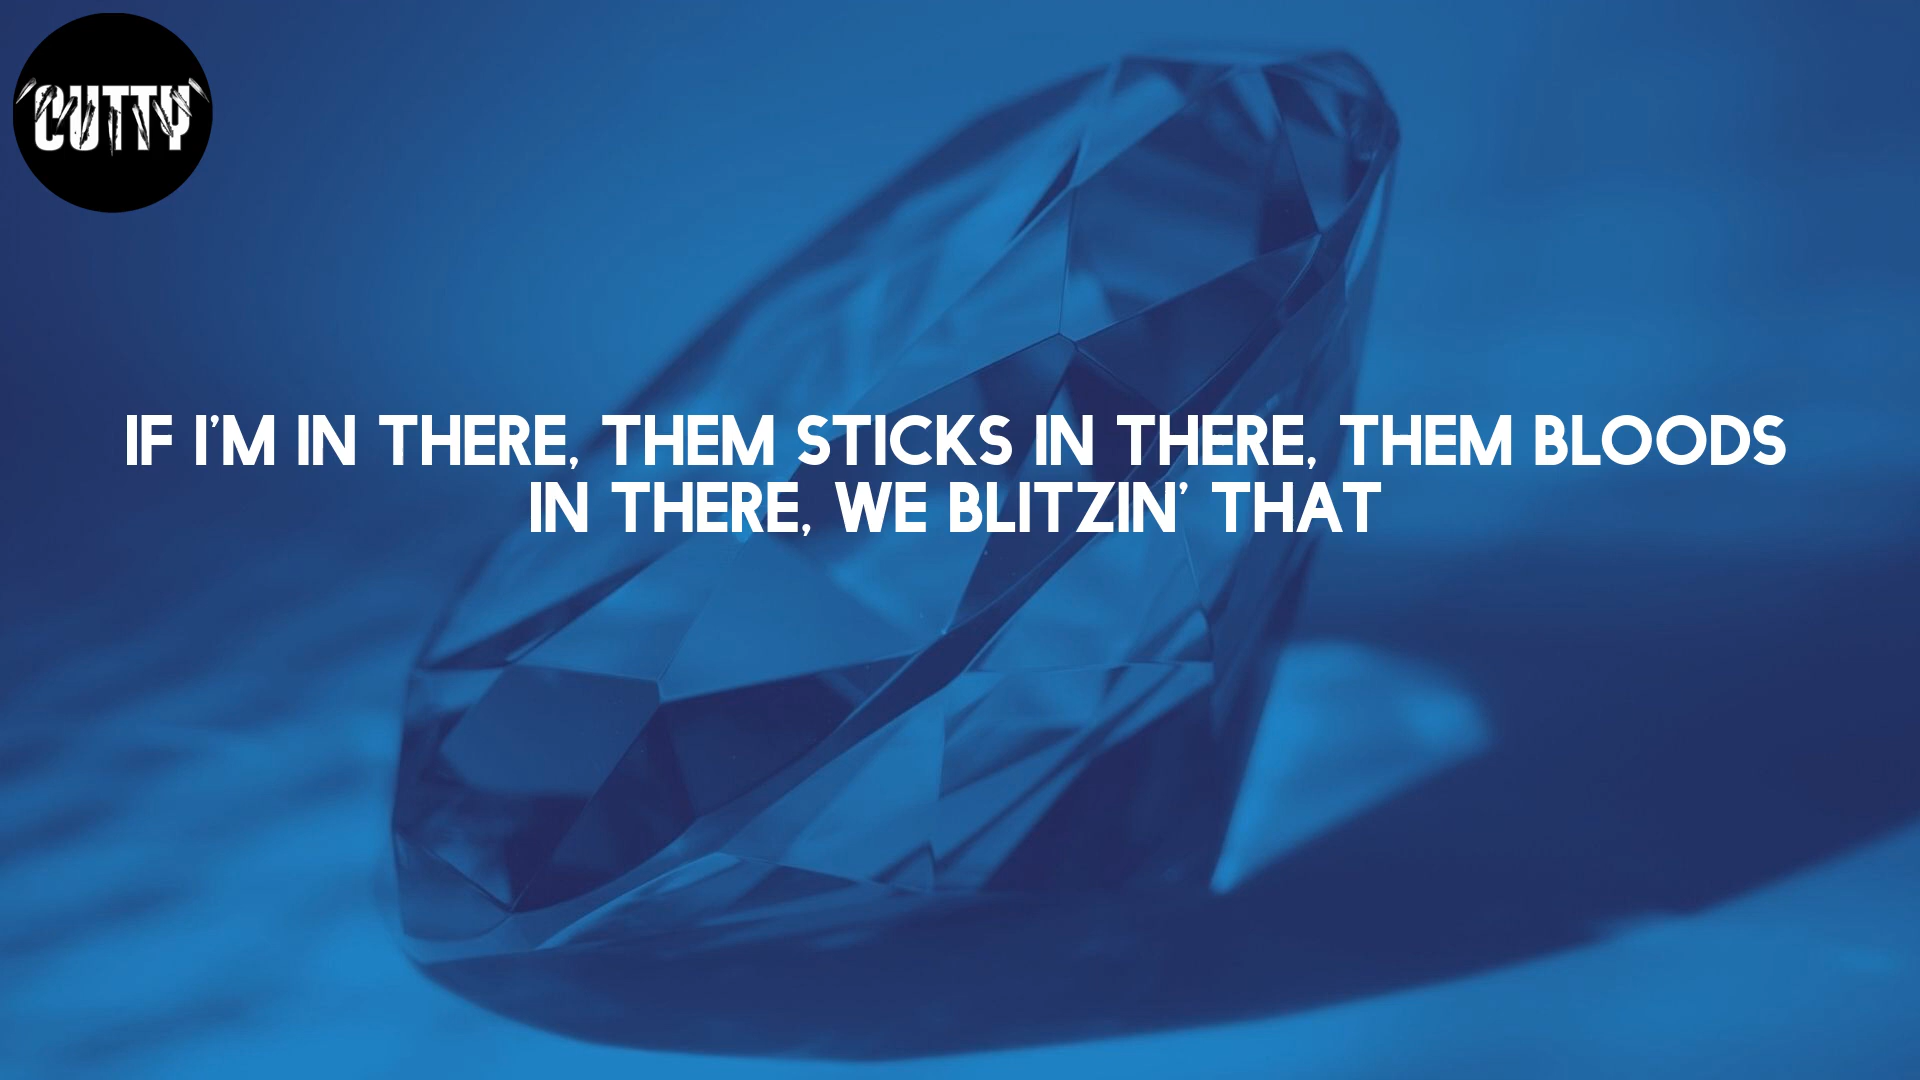 CUTTY
IF I'M IN THERE, THEM STICKS IN THERE, THEM BLOODS
IN THERE, WE BLITZIN' THAT